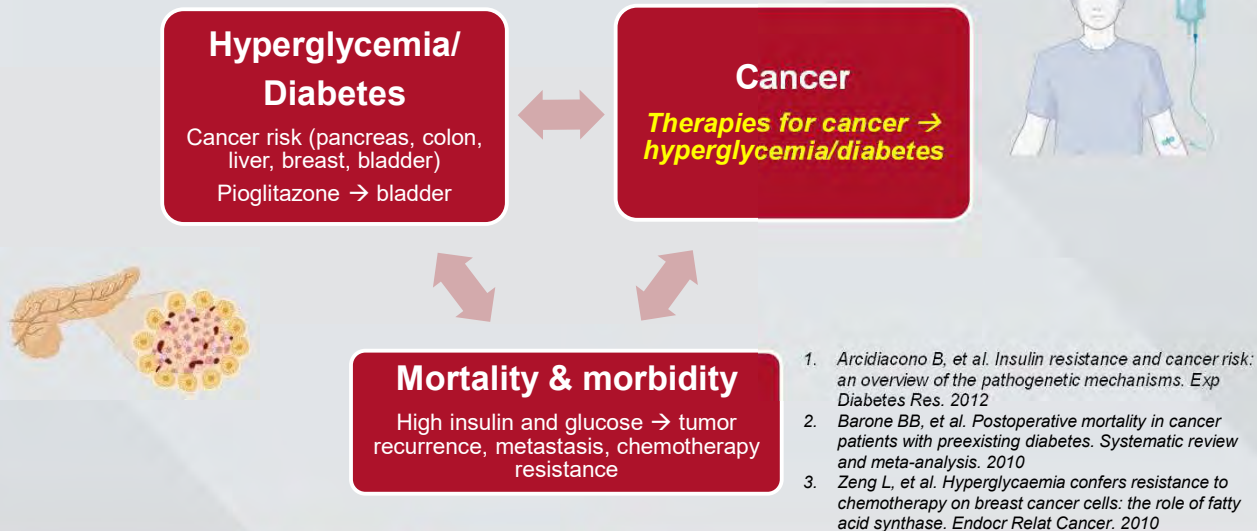 Hyperglycemia/
Diabetes
Cancer risk (pancreas, colon,
liver, breast, bladder)
Pioglitazone → bladder
Cancer
Therapies for cancer →
hyperglycemia/diabetes
Mortality & morbidity
High insulin and glucose → tumor
recurrence, metastasis, chemotherapy
resistance
1. Arcidiacono B, et al. Insulin resistance and cancer risk:
an overview of the pathogenetic mechanisms. Exp
Diabetes Res. 2012
2. Barone BB, et al. Postoperative mortality in cancer
patients with preexisting diabetes. Systematic review
and meta-analysis. 2010
3. Zeng L, et al. Hyperglycaemia confers resistance to
chemotherapy on breast cancer cells: the role of fatty
acid synthase. Endocr Relat Cancer. 2010